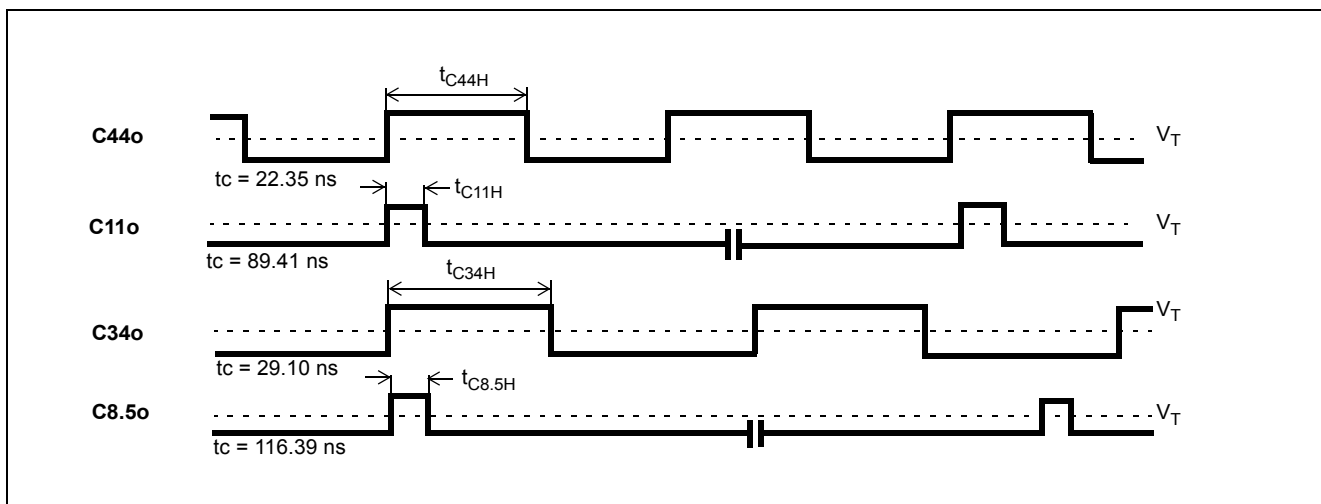 tC44H
C44o
VT
tc = 22.35 ns
tC11H
C11o
VT
tc = 89.41 ns
tC34H
C34o
VT
tc = 29.10 ns
tC8.5H
C8.5o
VT
tc = 116.39 ns